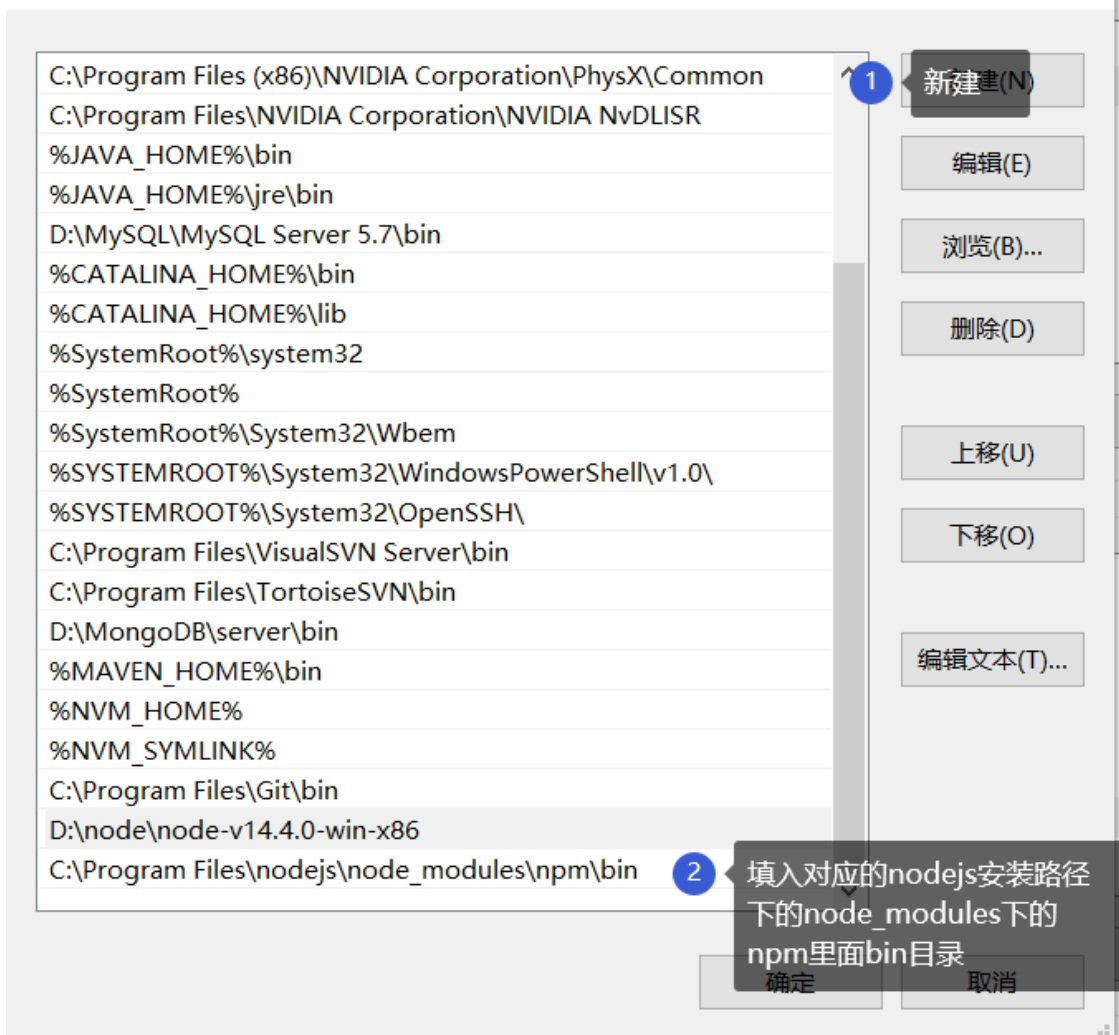 C:\Program Files (x86)\NVIDIA Corporation\PhysX\Common
1
新建
建(N)
C:\Program Files\NVIDIA Corporation\NVIDIA NvDLISR
%JAVA_HOME%\bin
编辑(E)
%JAVA_HOME%\jre\bin
D:\MySQL\MySQL Server 5.7\bin
浏览(B)...
%CATALINA_HOME%\bin
%CATALINA_HOME%\lib
删除(D)
%SystemRoot%\system32
%SystemRoot%
%SystemRoot%\System32\Wbem
上移(U)
%SYSTEMROOT%\System32\WindowsPowerShell\v1.0\
%SYSTEMROOT%\System32\OpenSSH\
下移(O)
C:\Program Files\VisualSVN Server\bin
C:\Program Files\TortoiseSVN\bin
D:\MongoDB\server\bin
编辑文本(T)...
%MAVEN_HOME%\bin
%NVM_HOME%
%NVM_SYMLINK%
C:\Program Files\Git\bin
D:\node\node-v14.4.0-win-x86
C:\Program Files\nodejs\node_modules\npm\bin
2
填入对应的nodejs安装路径
下的node_modules下的
npm里面bin目录
确定
取消